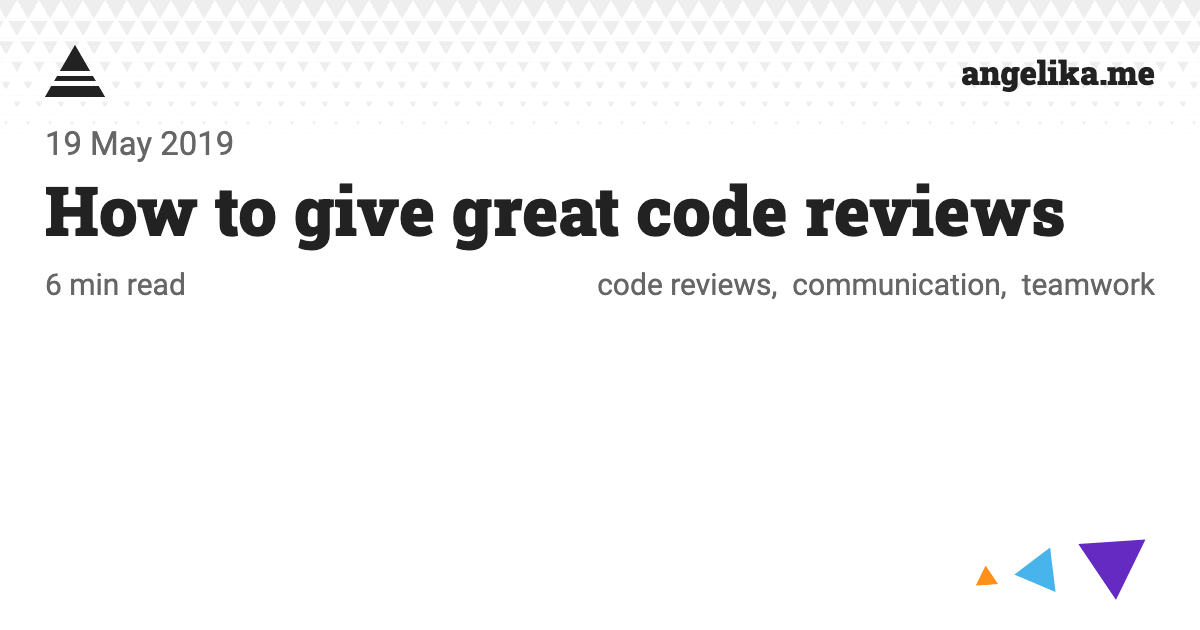 angelika.me
19 May 2019
How to give great code reviews
6 min read
code reviews, communication, teamwork